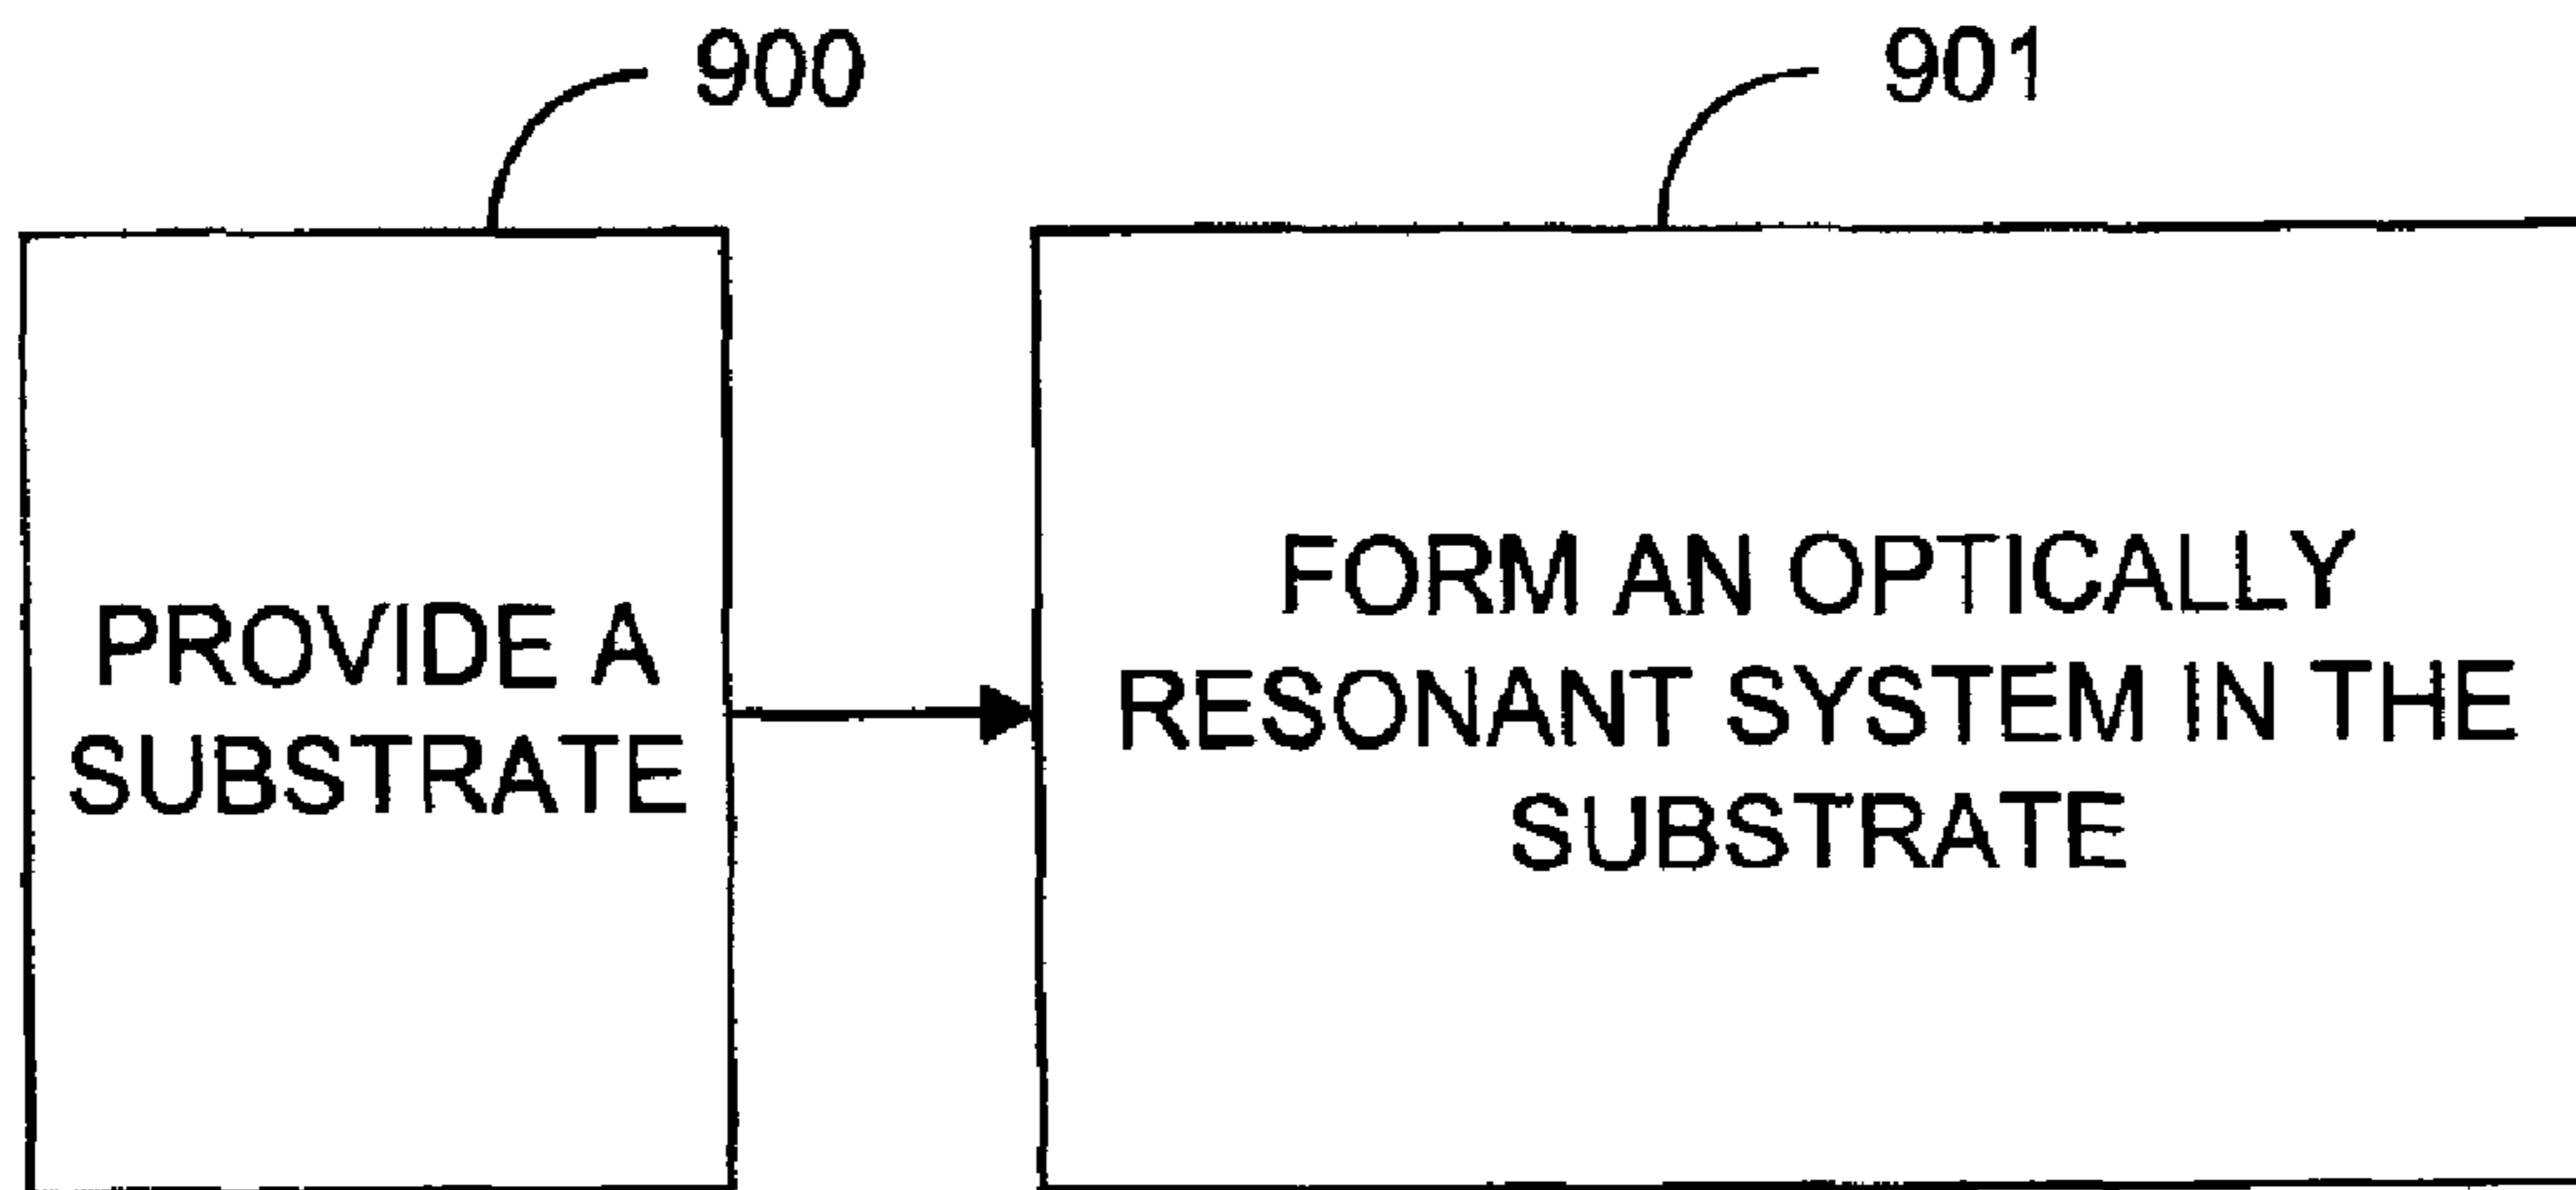 900
901
PROVIDE A
SUBSTRATE
FORM AN OPTICALLY
RESONANT SYSTEM IN THE
SUBSTRATE